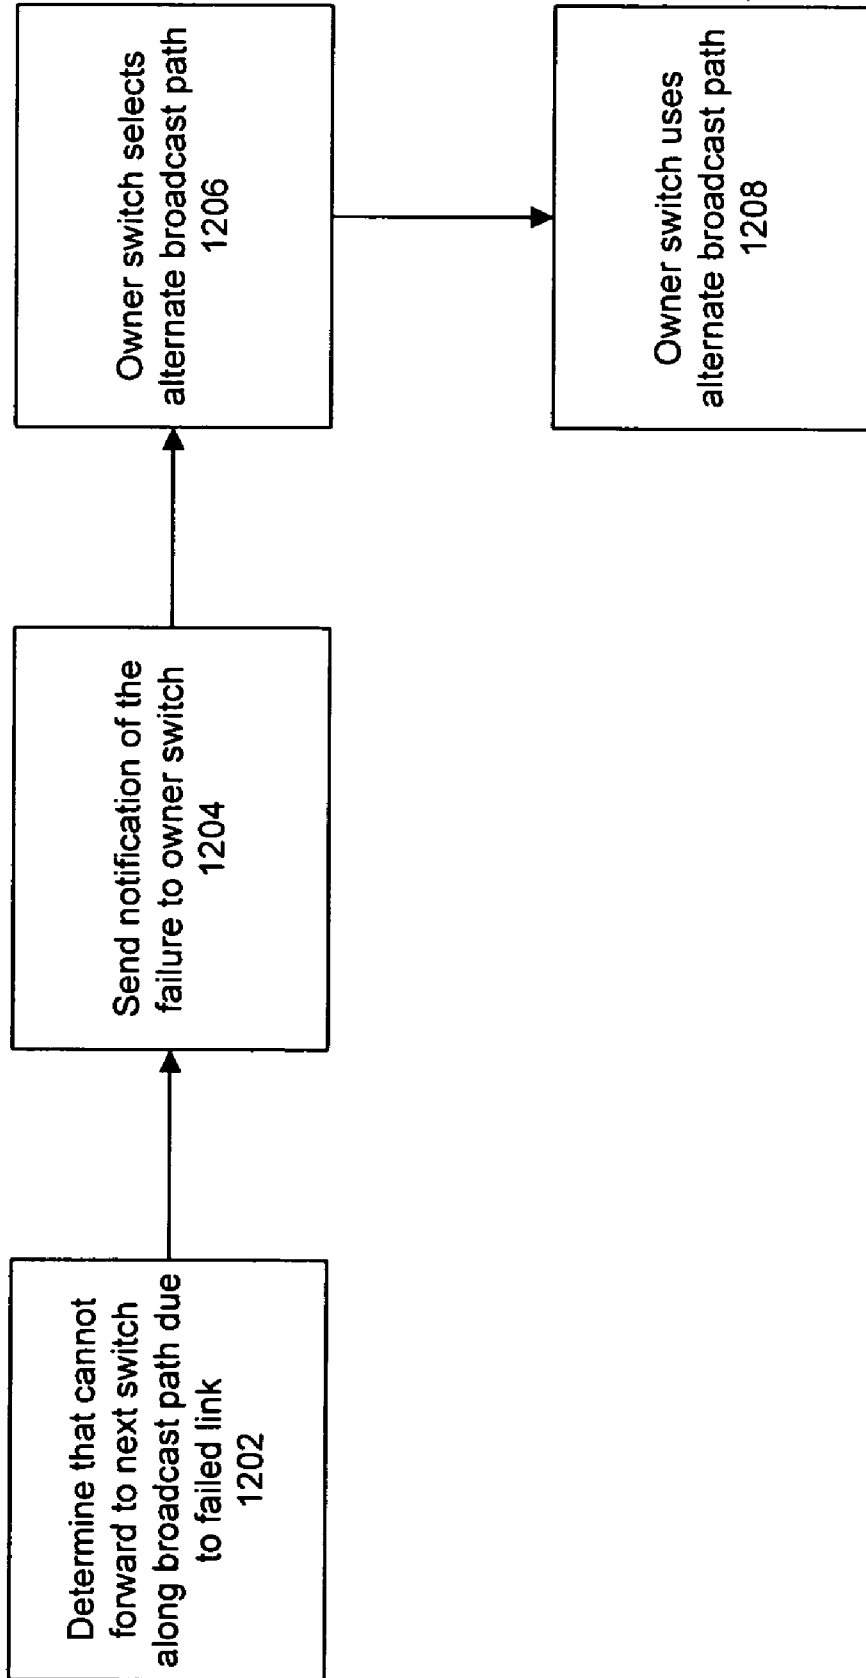 Determine that cannot
forward to next switch
along broadcast path due
to failed link
1202
Send notification of the
failure to owner switch
1204
Owner switch selects
alternate broadcast path
1206
Owner switch uses
alternate broadcast path
1208